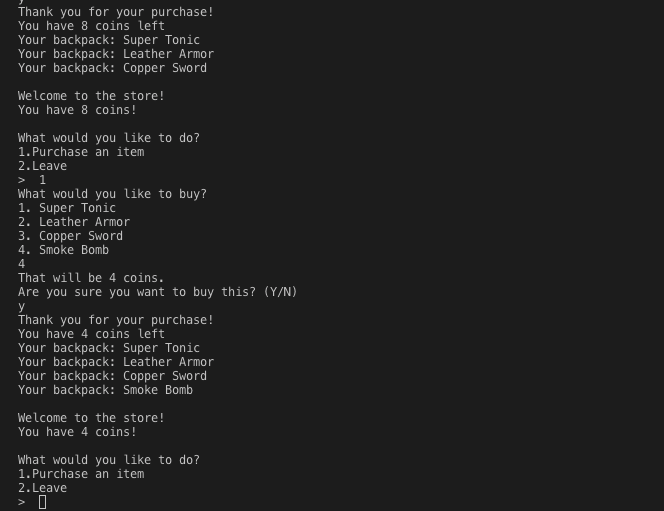 y
Thank you for your purchase!
You have 8 coins left
Your backpack: Super Tonic
Your backpack: Leather Armor
Your backpack: Copper Sword
Welcome to the store!
You have 8 coins!
What would you like to do?
1.Purchase an item
2.Leave
>  1
What would you like to buy?
1. Super Tonic
2. Leather Armor
3. Copper Sword
4. Smoke Bomb
4
That will be 4 coins.
Are you sure you want to buy this? (Y/N)
y
Thank you for your purchase!
You have 4 coins left
Your backpack: Super Tonic
Your backpack: Leather Armor
Your backpack: Copper Sword
Your backpack: Smoke Bomb
Welcome to the store!
You have 4 coins!
What would you like to do?
1.Purchase an item
2.Leave
>